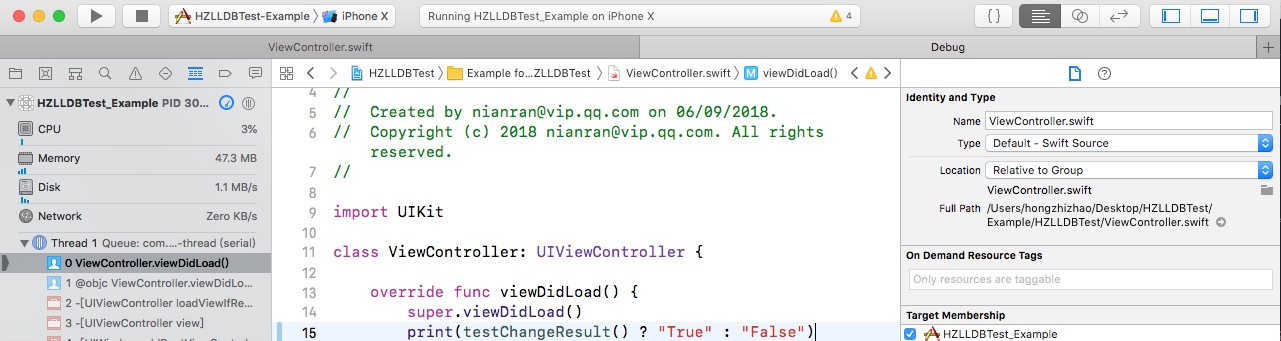 HZLLDBTest-Example 〉 iPhone X
Running HZLLDBTest_Example on iPhone X
4
ViewController.swift
Debug
HZLLDBTest_Example PID 30...
CPU 3%
Memory 47.3 MB
Disk 1.1 MB/s
Network Zero KB/s
Thread 1 Queue: com....-thread (serial)
0 ViewController.viewDidLoad()
1 @objc ViewController.viewDidLo...
2 -[UIViewController loadViewIfRe...
3 -[UIViewController view]
HZLLDBTest 〉 Example fo...ZLLDBTest 〉 ViewController.swift 〉 M viewDidLoad()
4 //
5 //  Created by nianran@vip.qq.com on 06/09/2018.
6 //  Copyright (c) 2018 nianran@vip.qq.com. All rights
reserved.
7 //
8
9 import UIKit
10
11 class ViewController: UIViewController {
12
13     override func viewDidLoad() {
14         super.viewDidLoad()
15         print(testChangeResult() ? "True" : "False")
Identity and Type
Name ViewController.swift
Type Default - Swift Source
Location Relative to Group
ViewController.swift
Full Path /Users/hongzhizhao/Desktop/HZLLDBTest/
Example/HZLLDBTest/ViewController.swift
On Demand Resource Tags
Only resources are taggable
Target Membership
HZLLDBTest_Example